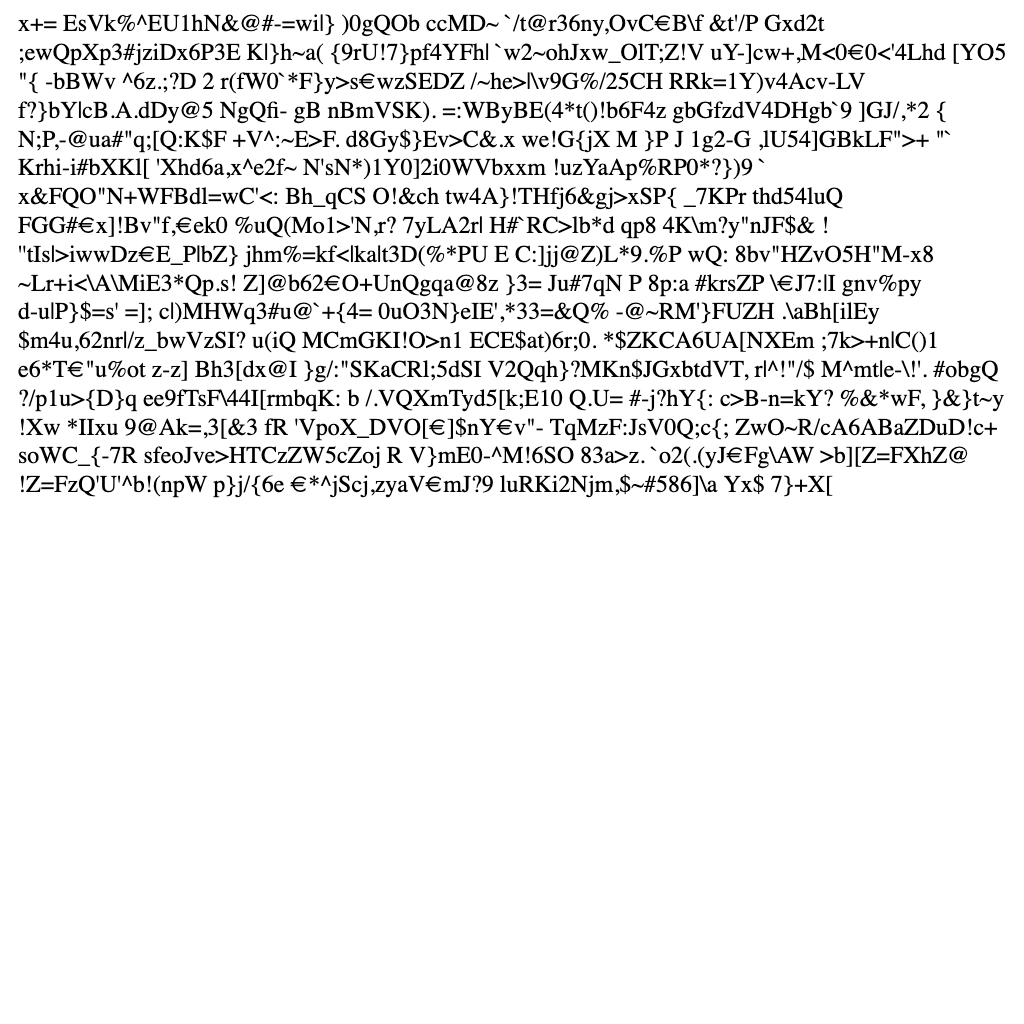 x+= EsVk%^EU1hN&@#-=wi|} )0gQOb ccMD~ `/t@r36ny,OvC€B\f &t'/P Gxd2t
;ewQpXp3#jziDx6P3E K|}h~a( {9rU!7}pf4YFh| `w2~ohJxw_OlT;Z!V uY-]cw+,M<0€0<'4Lhd [YO5
"{ -bBWv ^6z.;?D 2 r(fW0`*F}y>s€wzSEDZ /~he>|\v9G%/25CH RRk=1Y)v4Acv-LV
f?}bY|cB.A.dDy@5 NgQfi- gB nBmVSK). =:WByBE(4*t()!b6F4z gbGfzdV4DHgb`9 ]GJ/,*2 {
N;P,-@ua#"q;[Q:K$F +V^:~E>F. d8Gy$}Ev>C&.x we!G{jX M }P J 1g2-G ,lU54]GBkLF">+ "`
Krhi-i#bXKl[ 'Xhd6a,x^e2f~ N'sN*)1Y0]2i0WVbxxm !uzYaAp%RP0*?})9 `
x&FQO"N+WFBdl=wC'<: Bh_qCS O!&ch tw4A}!THfj6&gj>xSP{ _7KPr thd54luQ
FGG#€x]!Bv"f,€ek0 %uQ(Mo1>'N,r? 7yLA2r| H#`RC>lb*d qp8 4K\m?y"nJF$& !
"tIs|>iwwDz€E_P|bZ} jhm%=kf<|ka|t3D(%*PU E C:]jj@Z)L*9.%P wQ: 8bv"HZvO5H"M-x8
~Lr+i<\A\MiE3*Qp.s! Z]@b62€O+UnQgqa@8z }3= Ju#7qN P 8p:a #krsZP \€J7:|I gnv%py
d-u|P}$=s' =]; c|)MHWq3#u@`+{4= 0uO3N}eIE',*33=&Q% -@~RM'}FUZH .\aBh[ilEy
$m4u,62nr|/z_bwVzSI? u(iQ MCmGKI!O>n1 ECE$at)6r;0. *$ZKCA6UA[NXEm ;7k>+n|C()1
e6*T€"u%ot z-z] Bh3[dx@I }g/:"SKaCRl;5dSI V2Qqh}?MKn$JGxbtdVT, r|^!"/$ M^mt|e-\!'. #obgQ
?/p1u>{D}q ee9fTsF\44I[rmbqK: b /.VQXmTyd5[k;E10 Q.U= #-j?hY{: c>B-n=kY? %&*wF, }&}t~y
!Xw *IIxu 9@Ak=,3[&3 fR 'VpoX_DVO[€]$nY€v"- TqMzF:JsV0Q;c{; ZwO~R/cA6ABaZDuD!c+
soWC_{-7R sfeoJve>HTCzZW5cZoj R V}mE0-^M!6SO 83a>z. `o2(.(yJ€Fg\AW >b][Z=FXhZ@
!Z=FzQ'U'^b!(npW p}j/{6e €*^jScj,zyaV€mJ?9 luRKi2Njm,$~#586]\a Yx$ 7}+X[